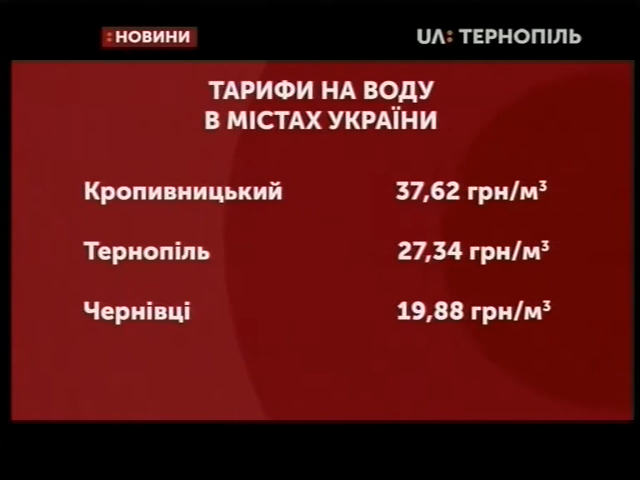 :НОВИНИ
UA: ТЕРНОПІЛЬ
ТАРИФИ НА ВОДУ
В МІСТАХ УКРАЇНИ
Кропивницький 37,62 грн/м³
Тернопіль 27,34 грн/м³
Чернівці 19,88 грн/м³